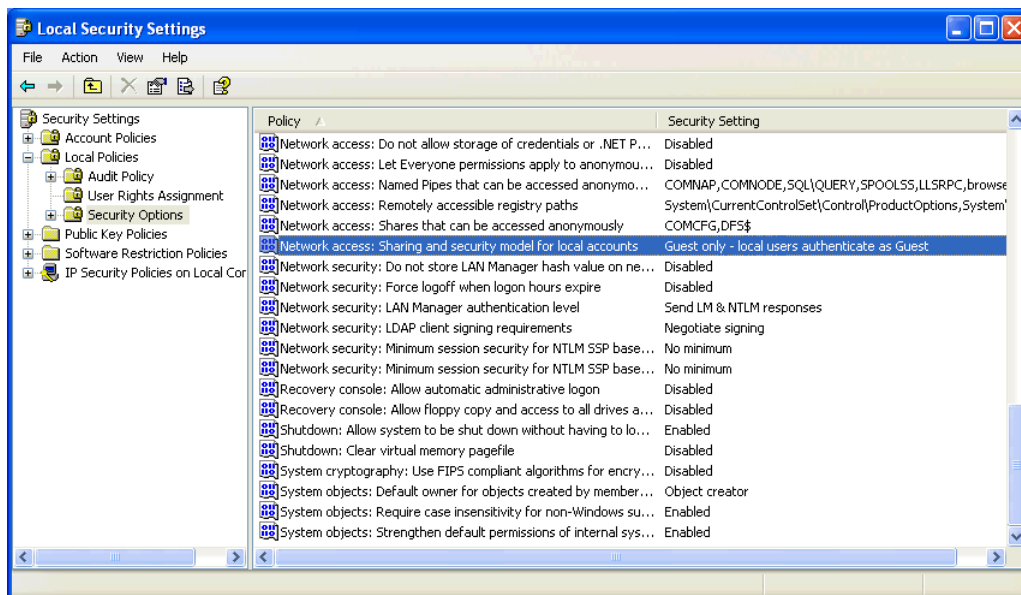 Local Security Settings
File Action View Help
Security Settings
Account Policies
Local Policies
Audit Policy
User Rights Assignment
Security Options
Public Key Policies
Software Restriction Policies
IP Security Policies on Local Cor
Policy Security Setting
Network access: Do not allow storage of credentials or .NET P... Disabled
Network access: Let Everyone permissions apply to anonymou... Disabled
Network access: Named Pipes that can be accessed anonymo... COMNAP,COMNODE,SQL\QUERY,SPOOLSS,LLSRPC,browse
Network access: Remotely accessible registry paths System\CurrentControlSet\Control\ProductOptions,System\
Network access: Shares that can be accessed anonymously COMCFG,DFS$
Network access: Sharing and security model for local accounts Guest only - local users authenticate as Guest
Network security: Do not store LAN Manager hash value on ne... Disabled
Network security: Force logoff when logon hours expire Disabled
Network security: LAN Manager authentication level Send LM & NTLM responses
Network security: LDAP client signing requirements Negotiate signing
Network security: Minimum session security for NTLM SSP base... No minimum
Network security: Minimum session security for NTLM SSP base... No minimum
Recovery console: Allow automatic administrative logon Disabled
Recovery console: Allow floppy copy and access to all drives a... Disabled
Shutdown: Allow system to be shut down without having to lo... Enabled
Shutdown: Clear virtual memory pagefile Disabled
System cryptography: Use FIPS compliant algorithms for encry... Disabled
System objects: Default owner for objects created by member... Object creator
System objects: Require case insensitivity for non-Windows su... Enabled
System objects: Strengthen default permissions of internal sys... Enabled